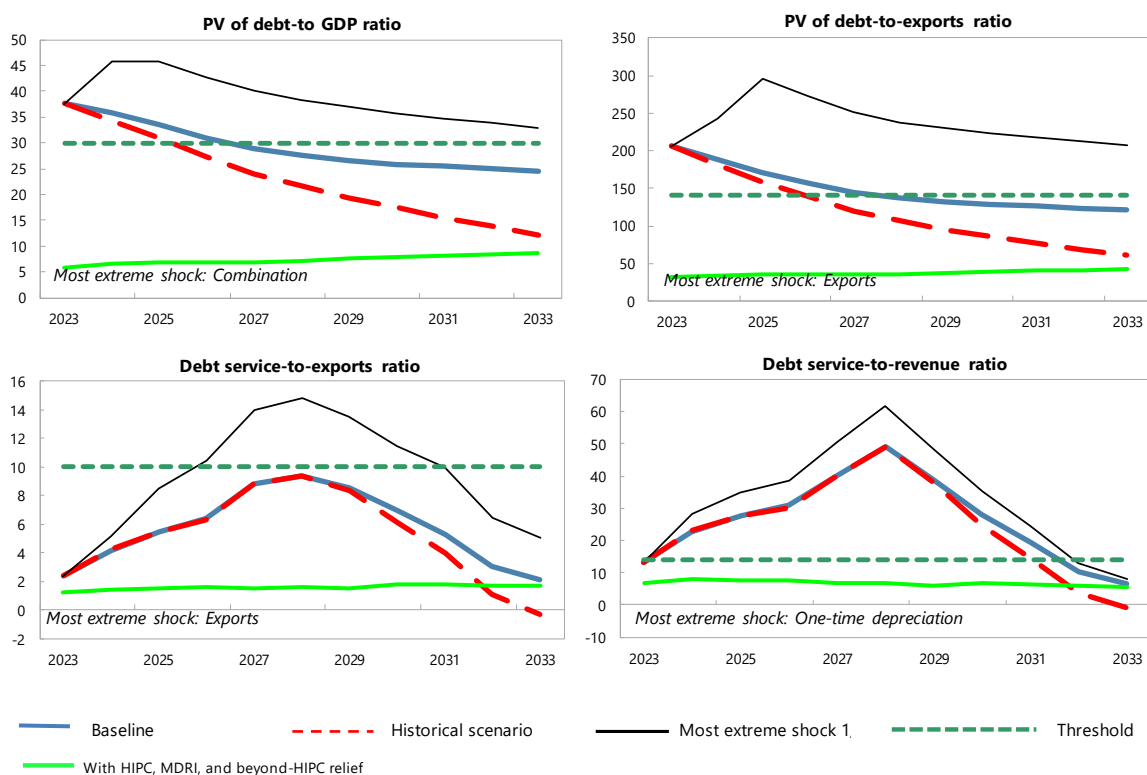 PV of debt-to GDP ratio
50
45
40
35
30
25
20
15
10
5
0
Most extreme shock: Combination
2023 2025 2027 2029 2031 2033
PV of debt-to-exports ratio
350
300
250
200
150
100
50
0
Most extreme shock: Exports
2023 2025 2027 2029 2031 2033
Debt service-to-exports ratio
16
14
12
10
8
6
4
2
0
-2
Most extreme shock: Exports
2023 2025 2027 2029 2031 2033
Debt service-to-revenue ratio
70
60
50
40
30
20
10
0
-10
Most extreme shock: One-time depreciation
2023 2025 2027 2029 2031 2033
Baseline
Historical scenario
Most extreme shock 1/
Threshold
With HIPC, MDRI, and beyond-HIPC relief